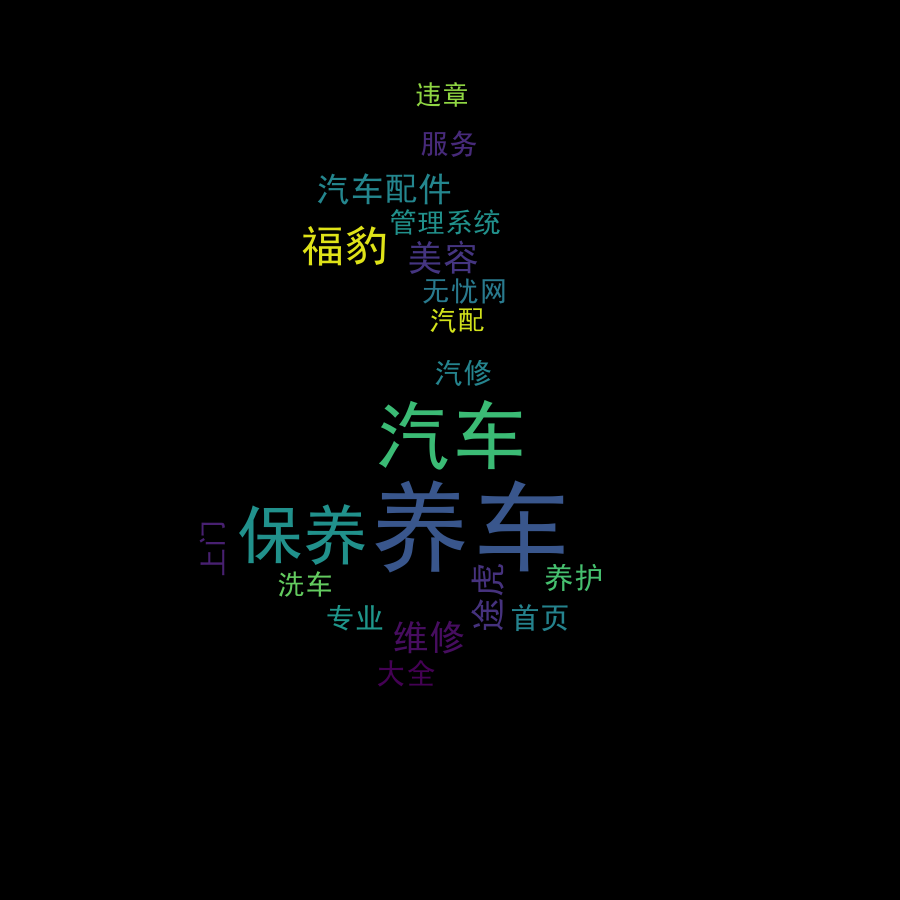 违章
服务
汽车配件
管理系统
福豹
美容
无忧网
汽配
汽修
汽车
养车
保养
上门
洗车
途虎
养护
专业
首页
维修
大全